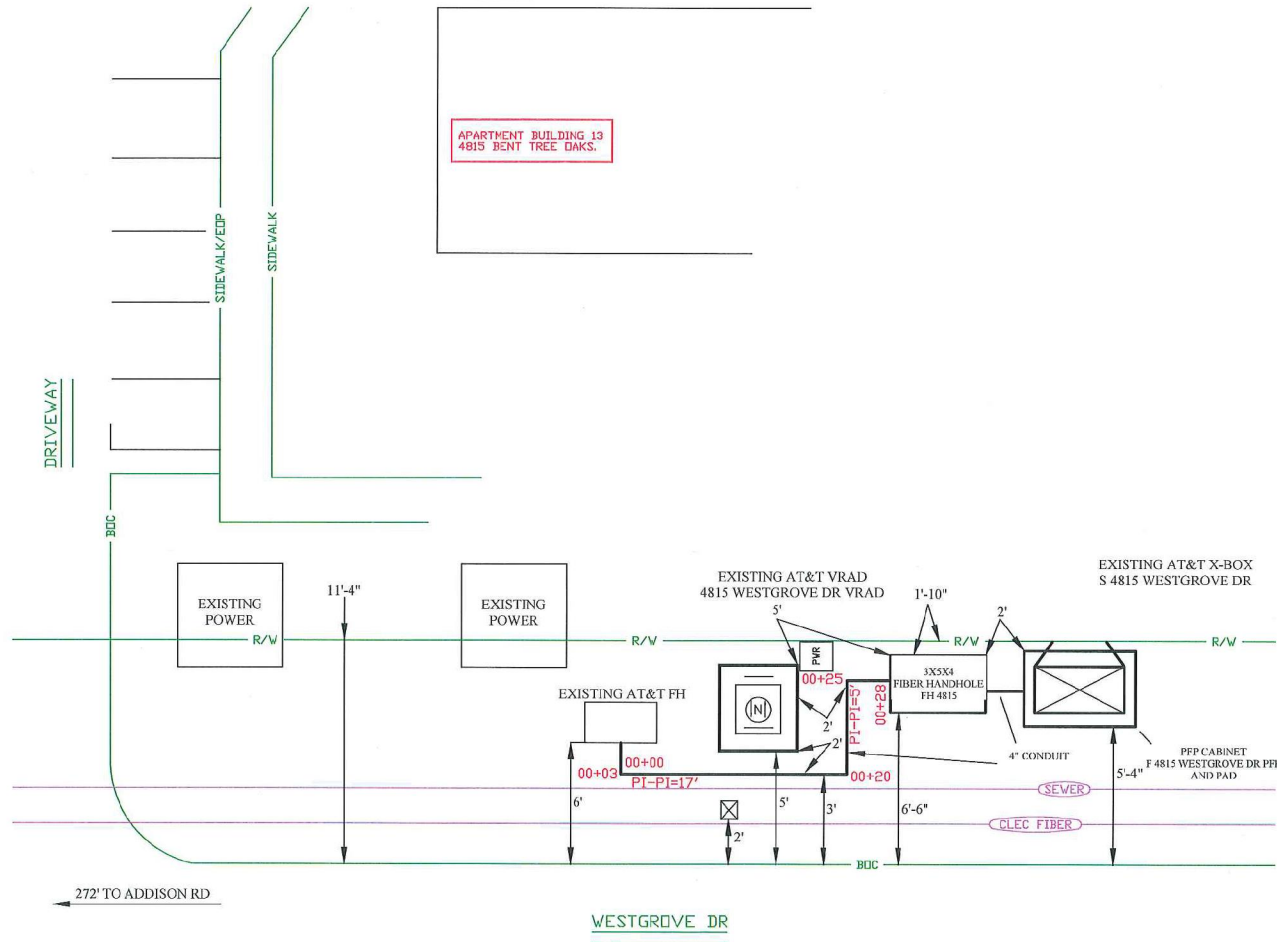 APARTMENT BUILDING 13
4815 BENT TREE OAKS.
SIDEWALK/EOP
SIDEWALK
DRIVEWAY
BOC
EXISTING
POWER
11'-4"
EXISTING
POWER
EXISTING AT&T VRAD
4815 WESTGROVE DR VRAD
5'
1'-10"
2'
EXISTING AT&T X-BOX
S 4815 WESTGROVE DR
R/W
R/W
R/W
R/W
PWR
3X5X4
FIBER HANDHOLE
FH 4815
EXISTING AT&T FH
N
00+25
00+28
2'
PI-PI=5'
2'
00+00
00+03
PI-PI=17'
00+20
4" CONDUIT
PFP CABINET
F 4815 WESTGROVE DR PF
AND PAD
6'
5'
3'
6'-6"
5'-4"
2'
SEWER
CLEC FIBER
BOC
272' TO ADDISON RD
WESTGROVE DR